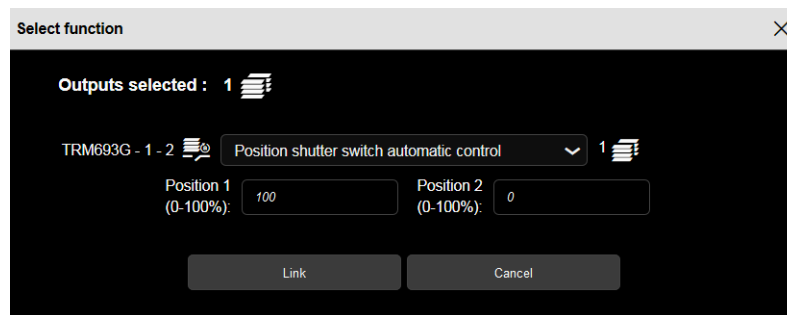 Select function
Outputs selected : 1
TRM693G - 1 - 2 Position shutter switch automatic control 1
Position 1 (0-100%): 100 Position 2 (0-100%): 0
Link Cancel